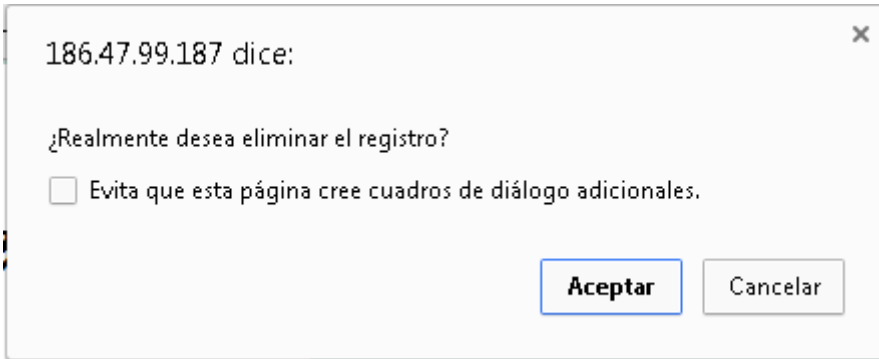 186.47.99.187 dice:
¿Realmente desea eliminar el registro?
Evita que esta página cree cuadros de diálogo adicionales.
Aceptar Cancelar